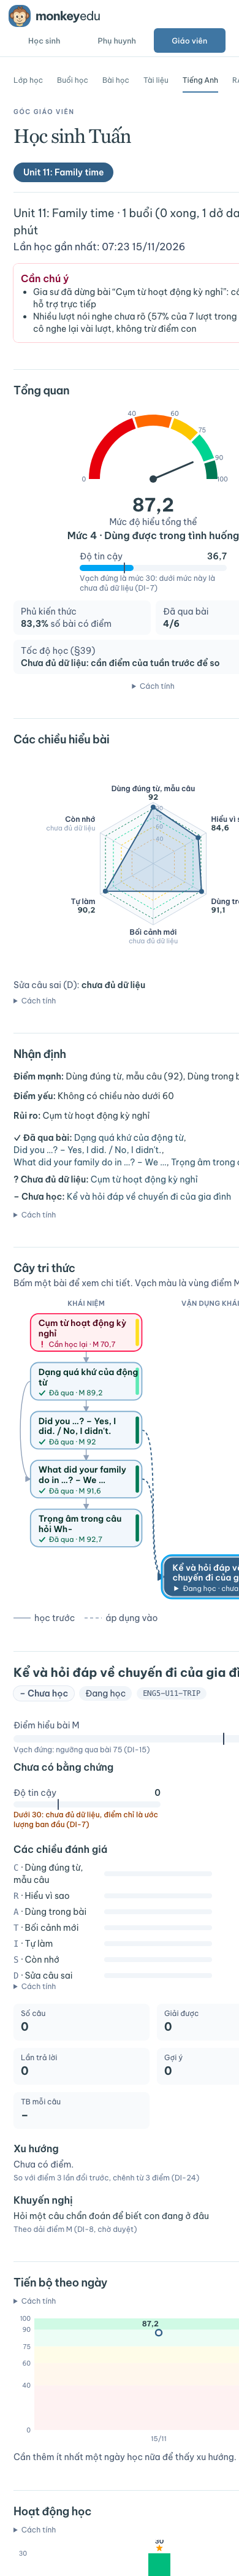 monkeyedu
Học sinh
Phụ huynh
Giáo viên
Lớp học
Buổi học
Bài học
Tài liệu
Tiếng Anh
GÓC GIÁO VIÊN
Học sinh Tuấn
Unit 11: Family time
Unit 11: Family time · 1 buổi (0 xong, 1 dở da
phút
Lần học gần nhất: 07:23 15/11/2026
Cần chú ý
Gia sư đã dừng bài “Cụm từ hoạt động kỳ nghỉ”: cầ
hỗ trợ trực tiếp
Nhiều lượt nói nghe chưa rõ (57% của 7 lượt trong
cô nghe lại vài lượt, không trừ điểm con
Tổng quan
0
40
60
75
90
100
87,2
Mức độ hiểu tổng thể
Mức 4 · Dùng được trong tình huống
Độ tin cậy
36,7
Vạch đứng là mức 30: dưới mức này là
chưa đủ dữ liệu (DI-7)
Phủ kiến thức
83,3% số bài có điểm
Đã qua bài
4/6
Tốc độ học (§39)
Chưa đủ dữ liệu: cần điểm của tuần trước để so
▶ Cách tính
Các chiều hiểu bài
Dùng đúng từ, mẫu câu
92
Còn nhớ
chưa đủ dữ liệu
Hiểu vì s
84,6
Tự làm
90,2
Dùng tro
91,1
Bối cảnh mới
chưa đủ dữ liệu
Sửa câu sai (D): chưa đủ dữ liệu
▶ Cách tính
Nhận định
Điểm mạnh: Dùng đúng từ, mẫu câu (92), Dùng trong b
Điểm yếu: Không có chiều nào dưới 60
Rủi ro: Cụm từ hoạt động kỳ nghỉ
✓ Đã qua bài: Dạng quá khứ của động từ,
Did you ...? – Yes, I did. / No, I didn't.,
What did your family do in ...? – We ..., Trọng âm trong c
? Chưa đủ dữ liệu: Cụm từ hoạt động kỳ nghỉ
– Chưa học: Kể và hỏi đáp về chuyến đi của gia đình
▶ Cách tính
Cây tri thức
Bấm một bài để xem chi tiết. Vạch màu là vùng điểm M
KHÁI NIỆM
VẬN DỤNG KHÁI
Cụm từ hoạt động kỳ
nghỉ
! Cần học lại · M 70,7
Dạng quá khứ của động
từ
✓ Đã qua · M 89,2
Did you ...? – Yes, I
did. / No, I didn't.
✓ Đã qua · M 92
What did your family
do in ...? – We ...
✓ Đã qua · M 91,6
Trọng âm trong câu
hỏi Wh-
✓ Đã qua · M 92,7
Kể và hỏi đáp về
chuyến đi của gia
▶ Đang học · chưa
học trước
áp dụng vào
Kể và hỏi đáp về chuyến đi của gia đì
– Chưa học
Đang học
ENG5-U11-TRIP
Điểm hiểu bài M
Vạch đứng: ngưỡng qua bài 75 (DI-15)
Chưa có bằng chứng
Độ tin cậy
0
Dưới 30: chưa đủ dữ liệu, điểm chỉ là ước
lượng ban đầu (DI-7)
Các chiều đánh giá
C · Dùng đúng từ,
mẫu câu
R · Hiểu vì sao
A · Dùng trong bài
T · Bối cảnh mới
I · Tự làm
S · Còn nhớ
D · Sửa câu sai
▶ Cách tính
Số câu
0
Giải được
0
Lần trả lời
0
Gợi ý
0
TB mỗi câu
–
Xu hướng
Chưa có điểm.
So với điểm 3 lần đổi trước, chênh từ 3 điểm (DI-24)
Khuyến nghị
Hỏi một câu chẩn đoán để biết con đang ở đâu
Theo dải điểm M (DI-8, chờ duyệt)
Tiến bộ theo ngày
▶ Cách tính
100
90
75
60
40
0
87,2
15/11
Cần thêm ít nhất một ngày học nữa để thấy xu hướng.
Hoạt động học
▶ Cách tính
30
30